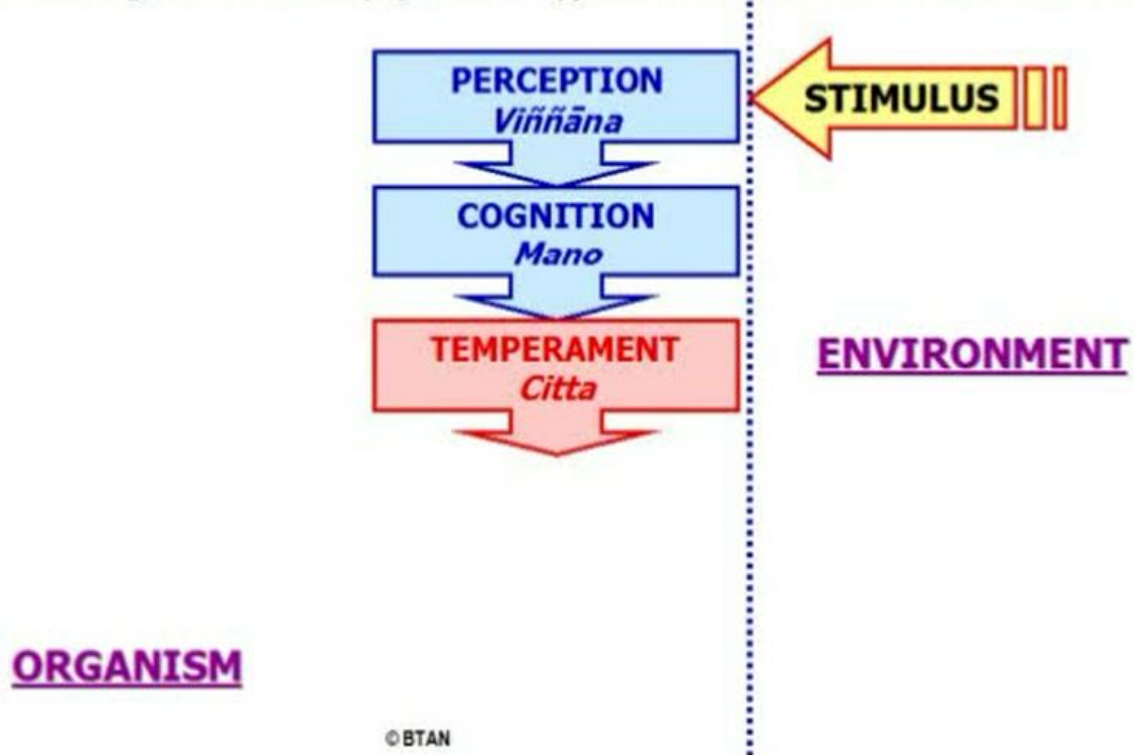 PERCEPTION
Viññāna
STIMULUS
COGNITION
Mano
TEMPERAMENT
Citta
ENVIRONMENT
ORGANISM
© BTAN